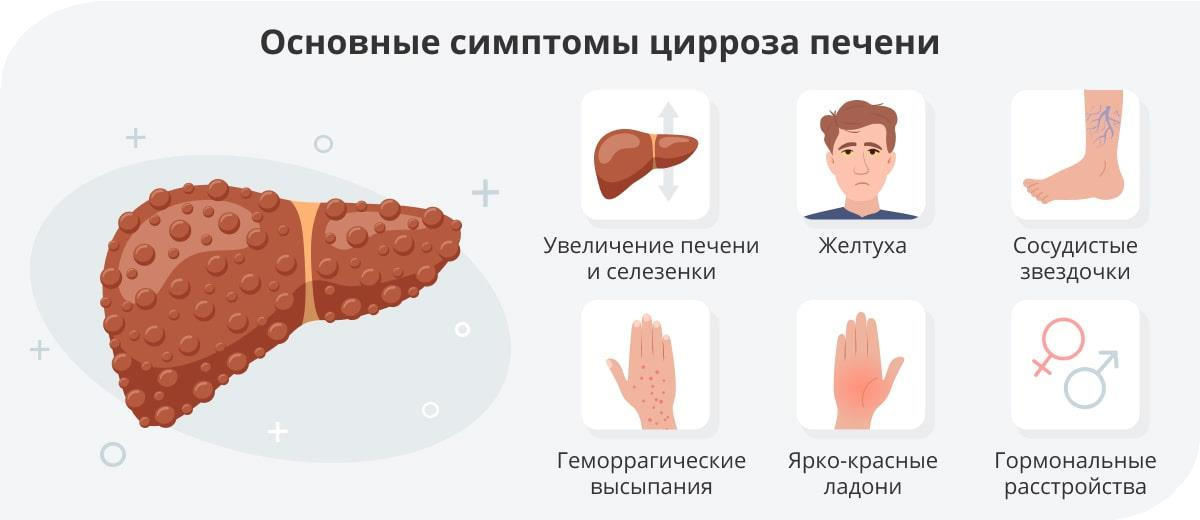 Основные симптомы цирроза печени
Увеличение печени
и селезенки
Желтуха
Сосудистые
звездочки
Геморрагические
высыпания
Ярко-красные
ладони
Гормональные
расстройства